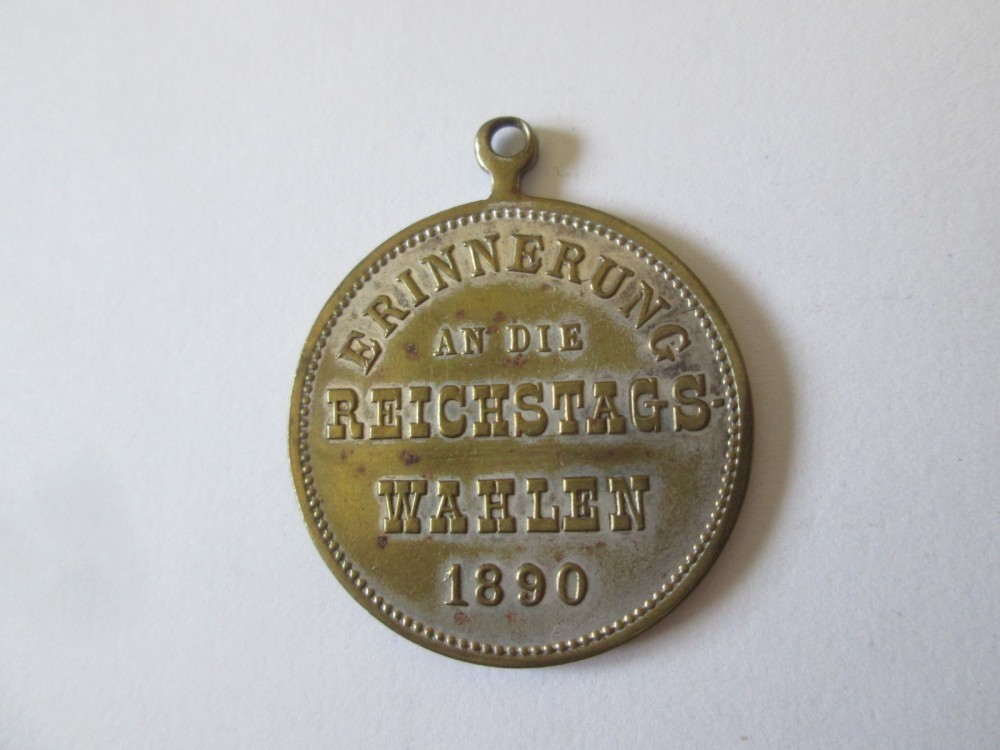 ERINNERUNG
AN DIE
REICHSTAGS-
WAHLEN
1890